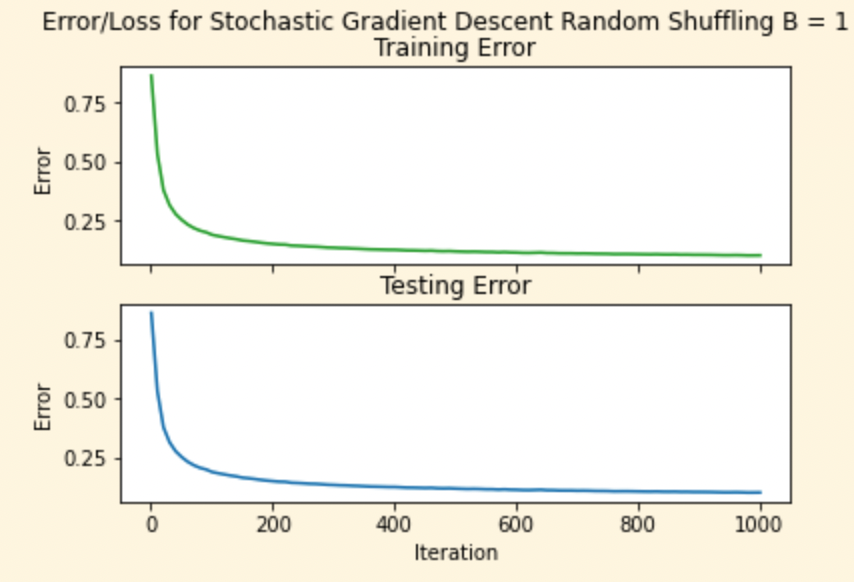 Error/Loss for Stochastic Gradient Descent Random Shuffling B = 1
Training Error
0.75
0.50
0.25
Error
Testing Error
0.75
0.50
0.25
Error
0 200 400 600 800 1000
Iteration